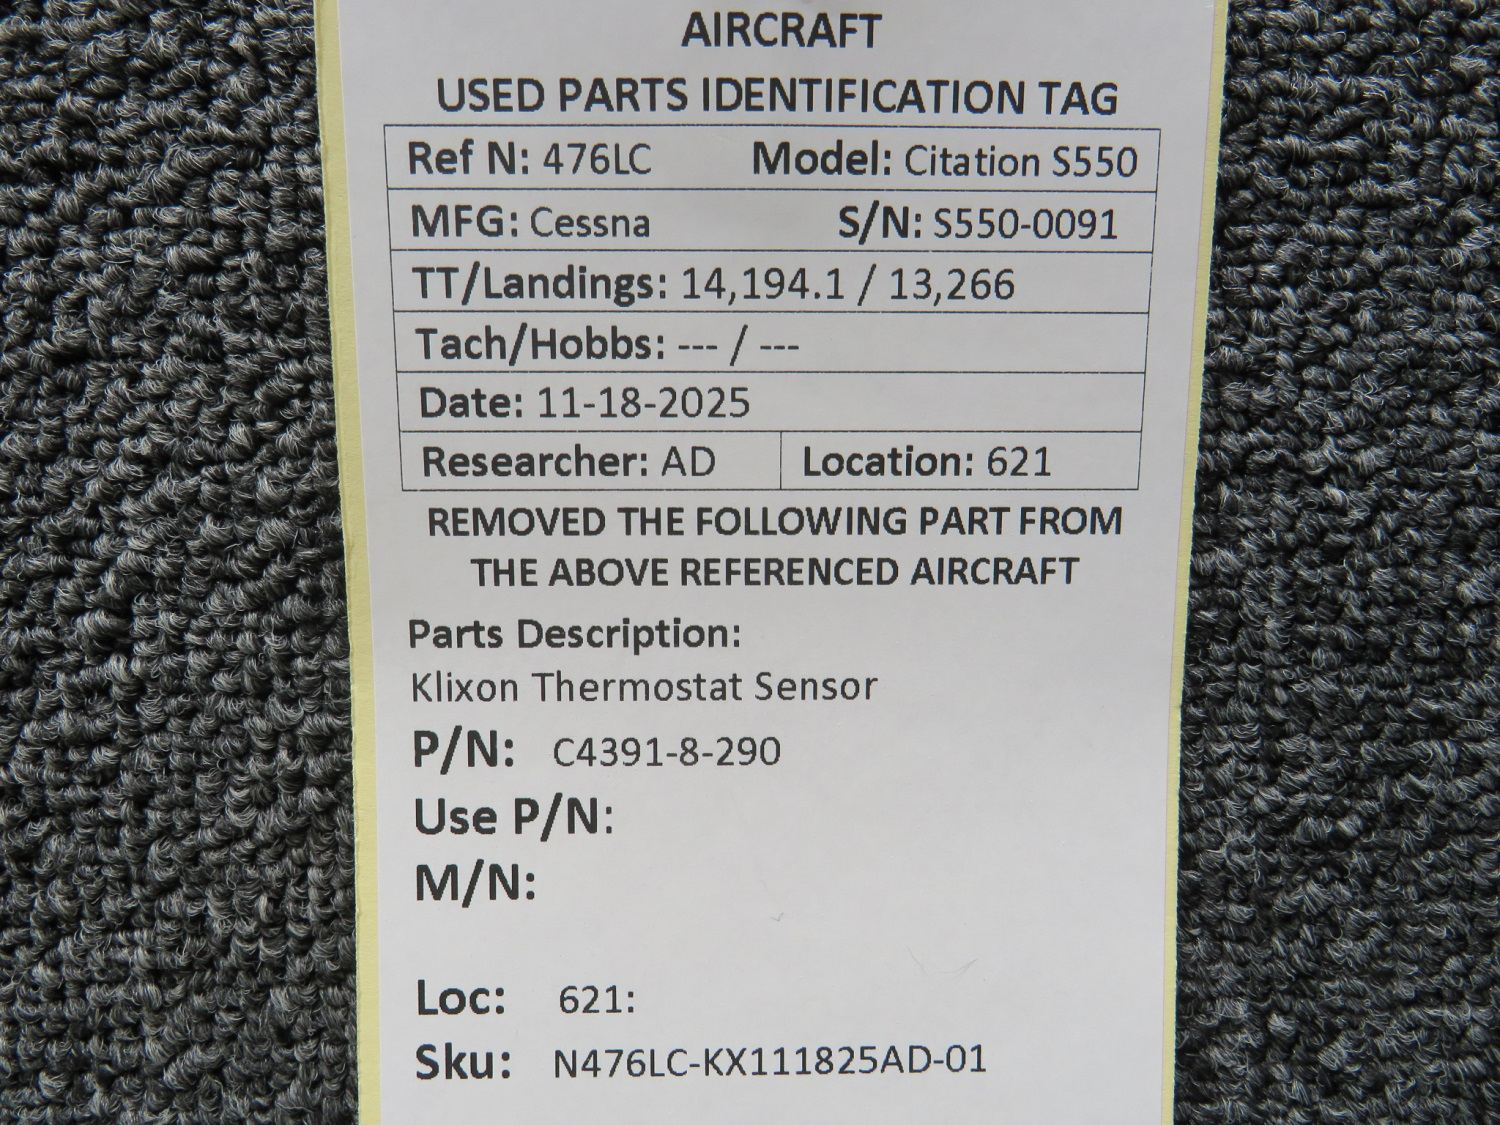 AIRCRAFT
USED PARTS IDENTIFICATION TAG
Ref N: 476LC Model: Citation S550
MFG: Cessna S/N: S550-0091
TT/Landings: 14,194.1 / 13,266
Tach/Hobbs: --- / ---
Date: 11-18-2025
Researcher: AD Location: 621
REMOVED THE FOLLOWING PART FROM
THE ABOVE REFERENCED AIRCRAFT
Parts Description:
Klixon Thermostat Sensor
P/N: C4391-8-290
Use P/N:
M/N:
Loc: 621:
Sku: N476LC-KX111825AD-01